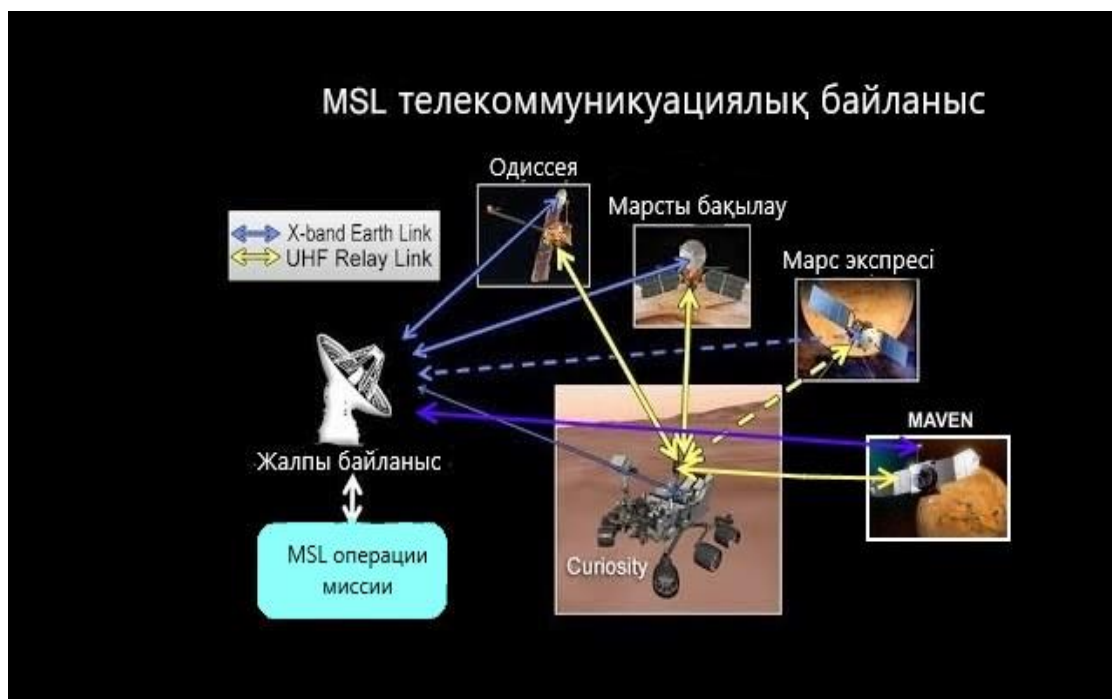 MSL телекоммуникуациялық байланыс
Одиссея
Марсты бақылау
Марс экспресі
X-band Earth Link
UHF Relay Link
MAVEN
Жалпы байланыс
Curiosity
MSL операции
миссии